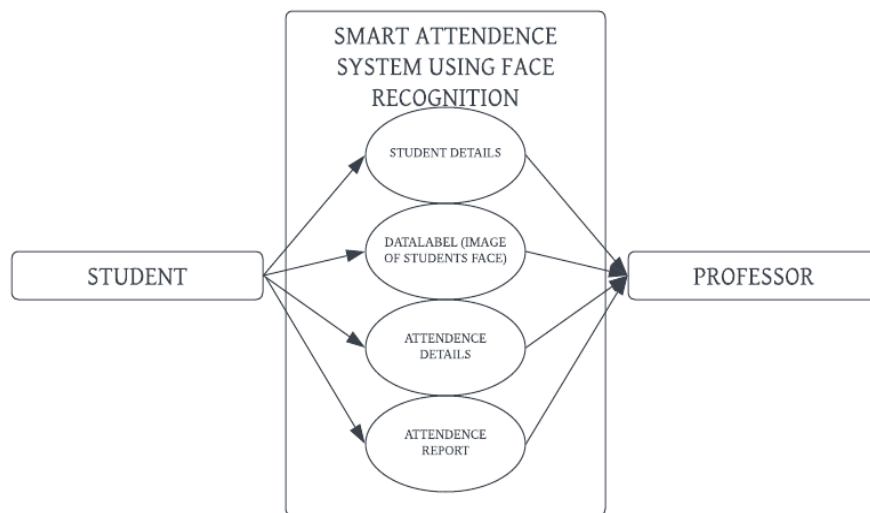 SMART ATTENDENCE
SYSTEM USING FACE
RECOGNITION
STUDENT DETAILS
DATALABEL (IMAGE
OF STUDENTS FACE)
STUDENT
PROFESSOR
ATTENDENCE
DETAILS
ATTENDENCE
REPORT